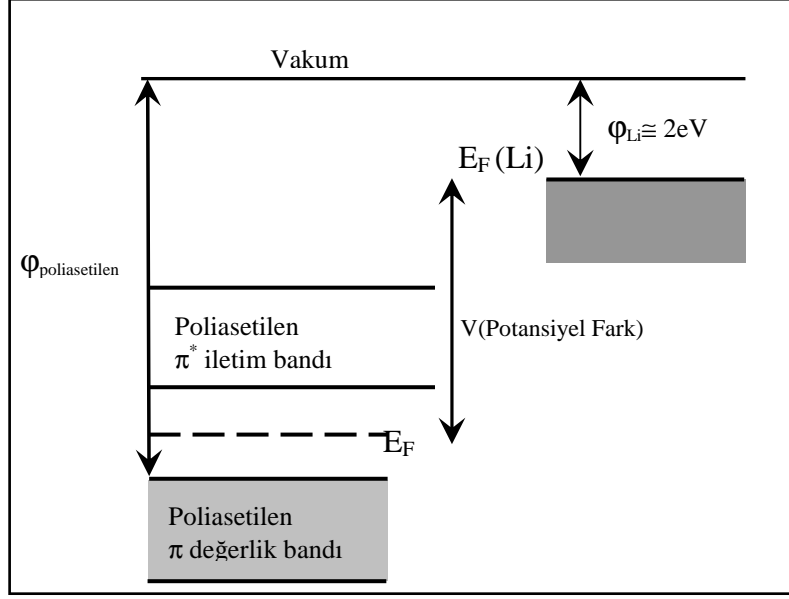 Vakum
φLi≅ 2eV
EF (Li)
φpoliasetilen
Poliasetilen
π* iletim bandı
V(Potansiyel Fark)
EF
Poliasetilen
π değerlik bandı